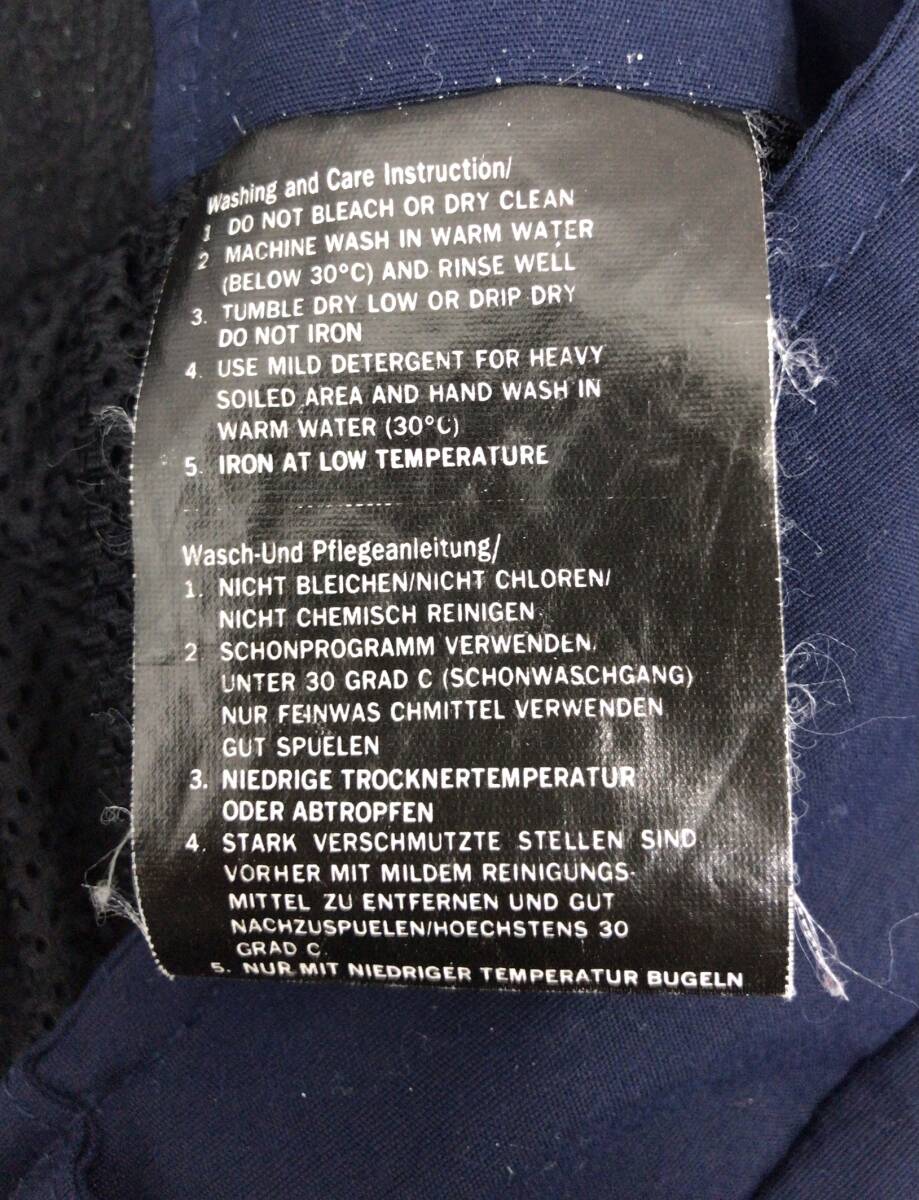 Washing and Care Instruction/
1 DO NOT BLEACH OR DRY CLEAN
2 MACHINE WASH IN WARM WATER
(BELOW 30°C) AND RINSE WELL
3. TUMBLE DRY LOW OR DRIP DRY
DO NOT IRON
4. USE MILD DETERGENT FOR HEAVY
SOILED AREA AND HAND WASH IN
WARM WATER (30°C)
5. IRON AT LOW TEMPERATURE
Wasch-Und Pflegeanleitung/
1. NICHT BLEICHEN/NICHT CHLOREN/
NICHT CHEMISCH REINIGEN.
2 SCHONPROGRAMM VERWENDEN.
UNTER 30 GRAD C (SCHONWASCHGANG)
NUR FEINWAS CHMITTEL VERWENDEN
GUT SPUELEN
3. NIEDRIGE TROCKNERTEMPERATUR
ODER ABTROPFEN
4. STARK VERSCHMUTZTE STELLEN SIND
VORHER MIT MILDEM REINIGUNGS-
MITTEL ZU ENTFERNEN UND GUT
NACHZUSPUELEN/HOECHSTENS 30
GRAD C.
5. NUR MIT NIEDRIGER TEMPERATUR BUGELN